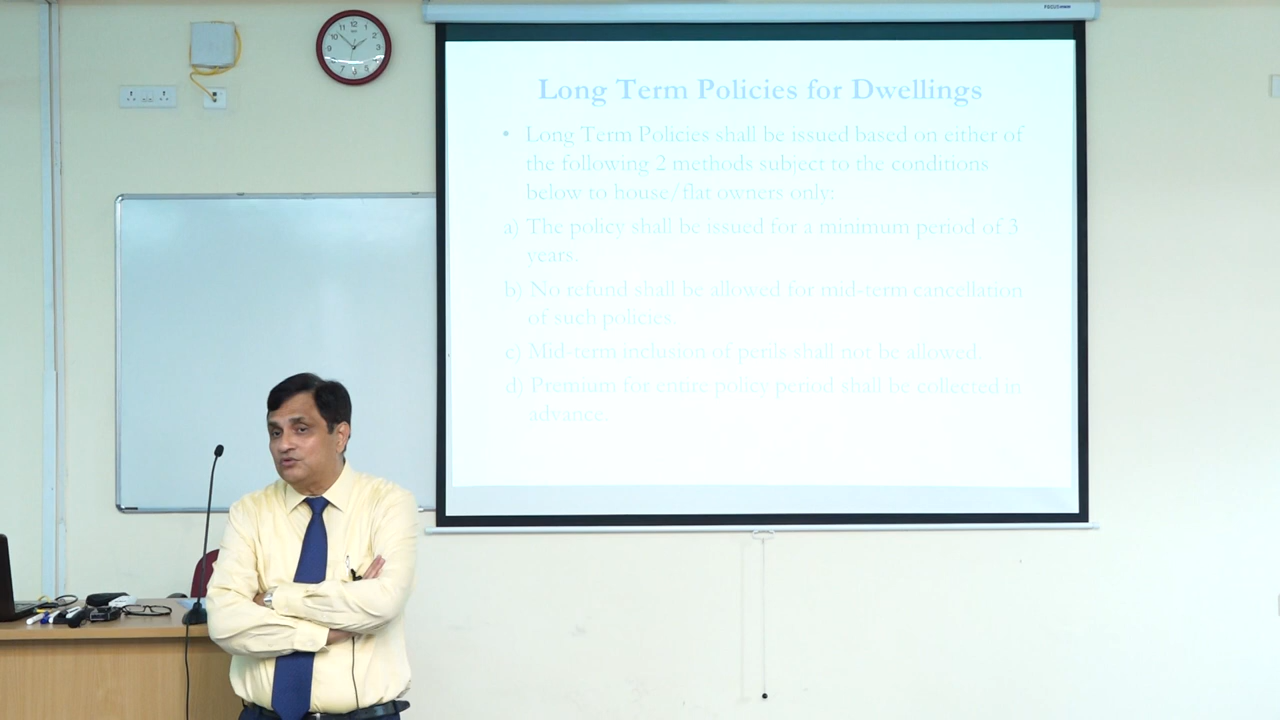 Long Term Policies for Dwellings
• Long Term Policies shall be issued based on either of
the following 2 methods subject to the conditions
below to house/flat owners only:
a) The policy shall be issued for a minimum period of 3
years.
b) No refund shall be allowed for mid-term cancellation
of such policies.
c) Mid-term inclusion of perils shall not be allowed.
d) Premium for entire policy period shall be collected in
advance.